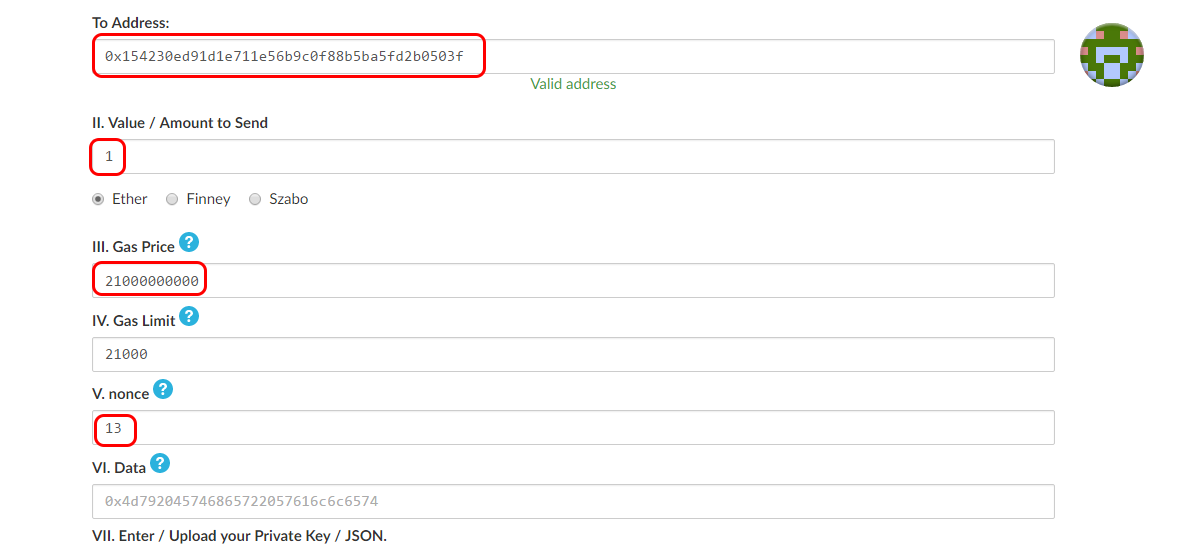 To Address:
0x154230ed91d1e711e56b9c0f88b5ba5fd2b0503f
Valid address
II. Value / Amount to Send
1
Ether Finney Szabo
III. Gas Price ?
21000000000
IV. Gas Limit ?
21000
V. nonce ?
13
VI. Data ?
0x4d792045746865722057616c6c6574
VII. Enter / Upload your Private Key / JSON.